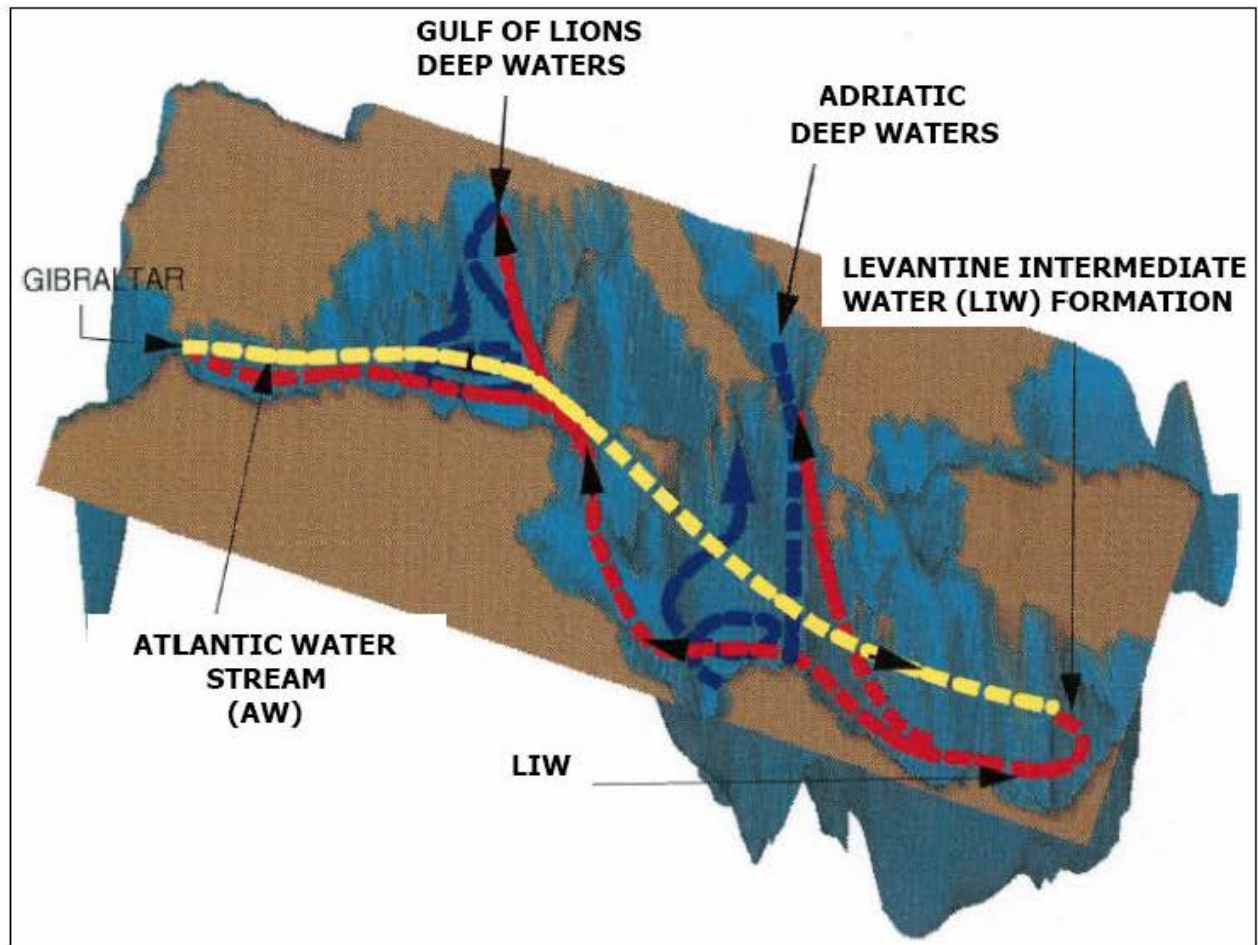 GULF OF LIONS
DEEP WATERS
ADRIATIC
DEEP WATERS
GIBRALTAR
LEVANTINE INTERMEDIATE
WATER (LIW) FORMATION
ATLANTIC WATER
STREAM
(AW)
LIW